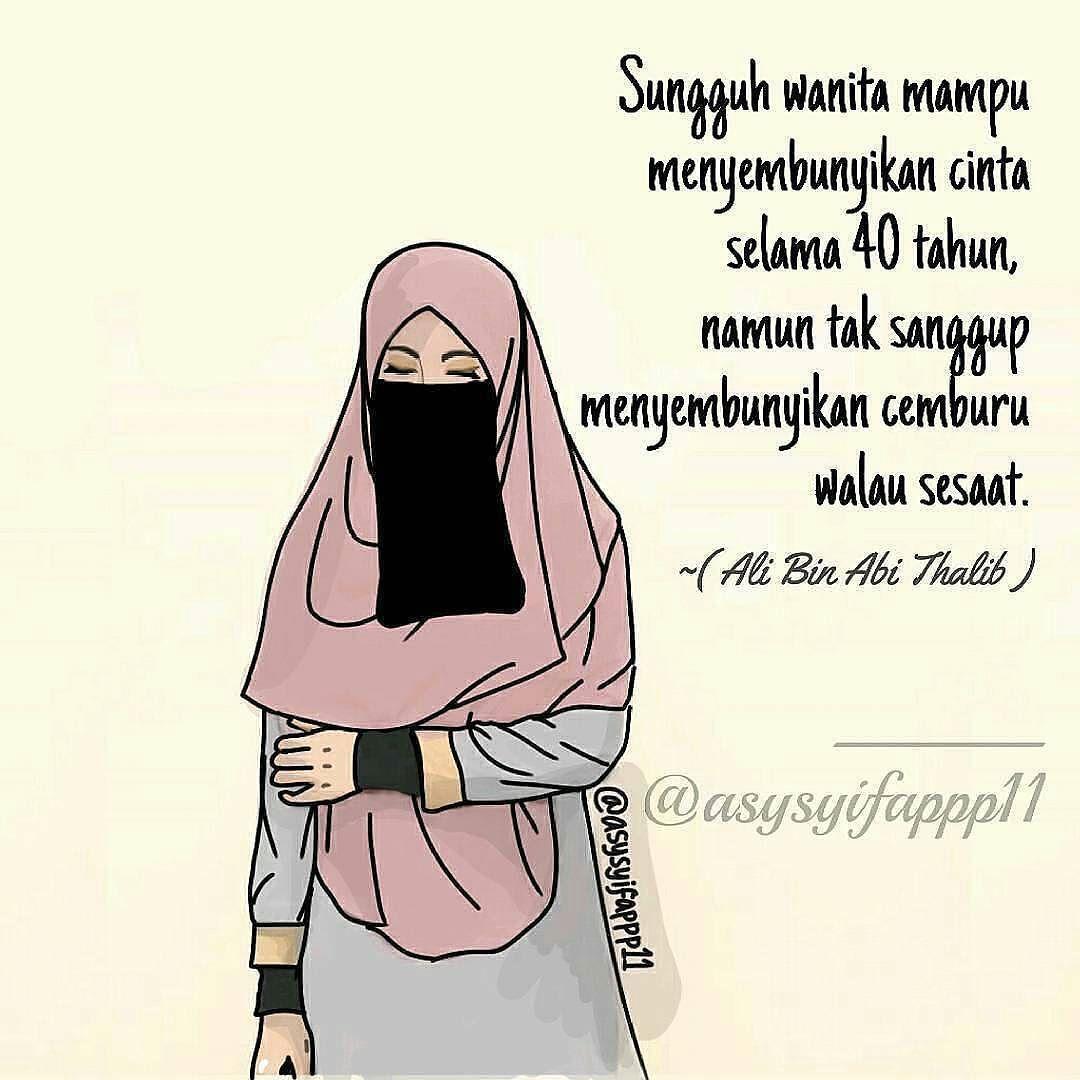 Sungguh wanita mampu
menyembunyikan cinta
selama 40 tahun,
namun tak sanggup
menyembunyikan cemburu
walau sesaat.
~( Ali Bin Abi Thalib )
@asysyifappp11
@asysyifappp11